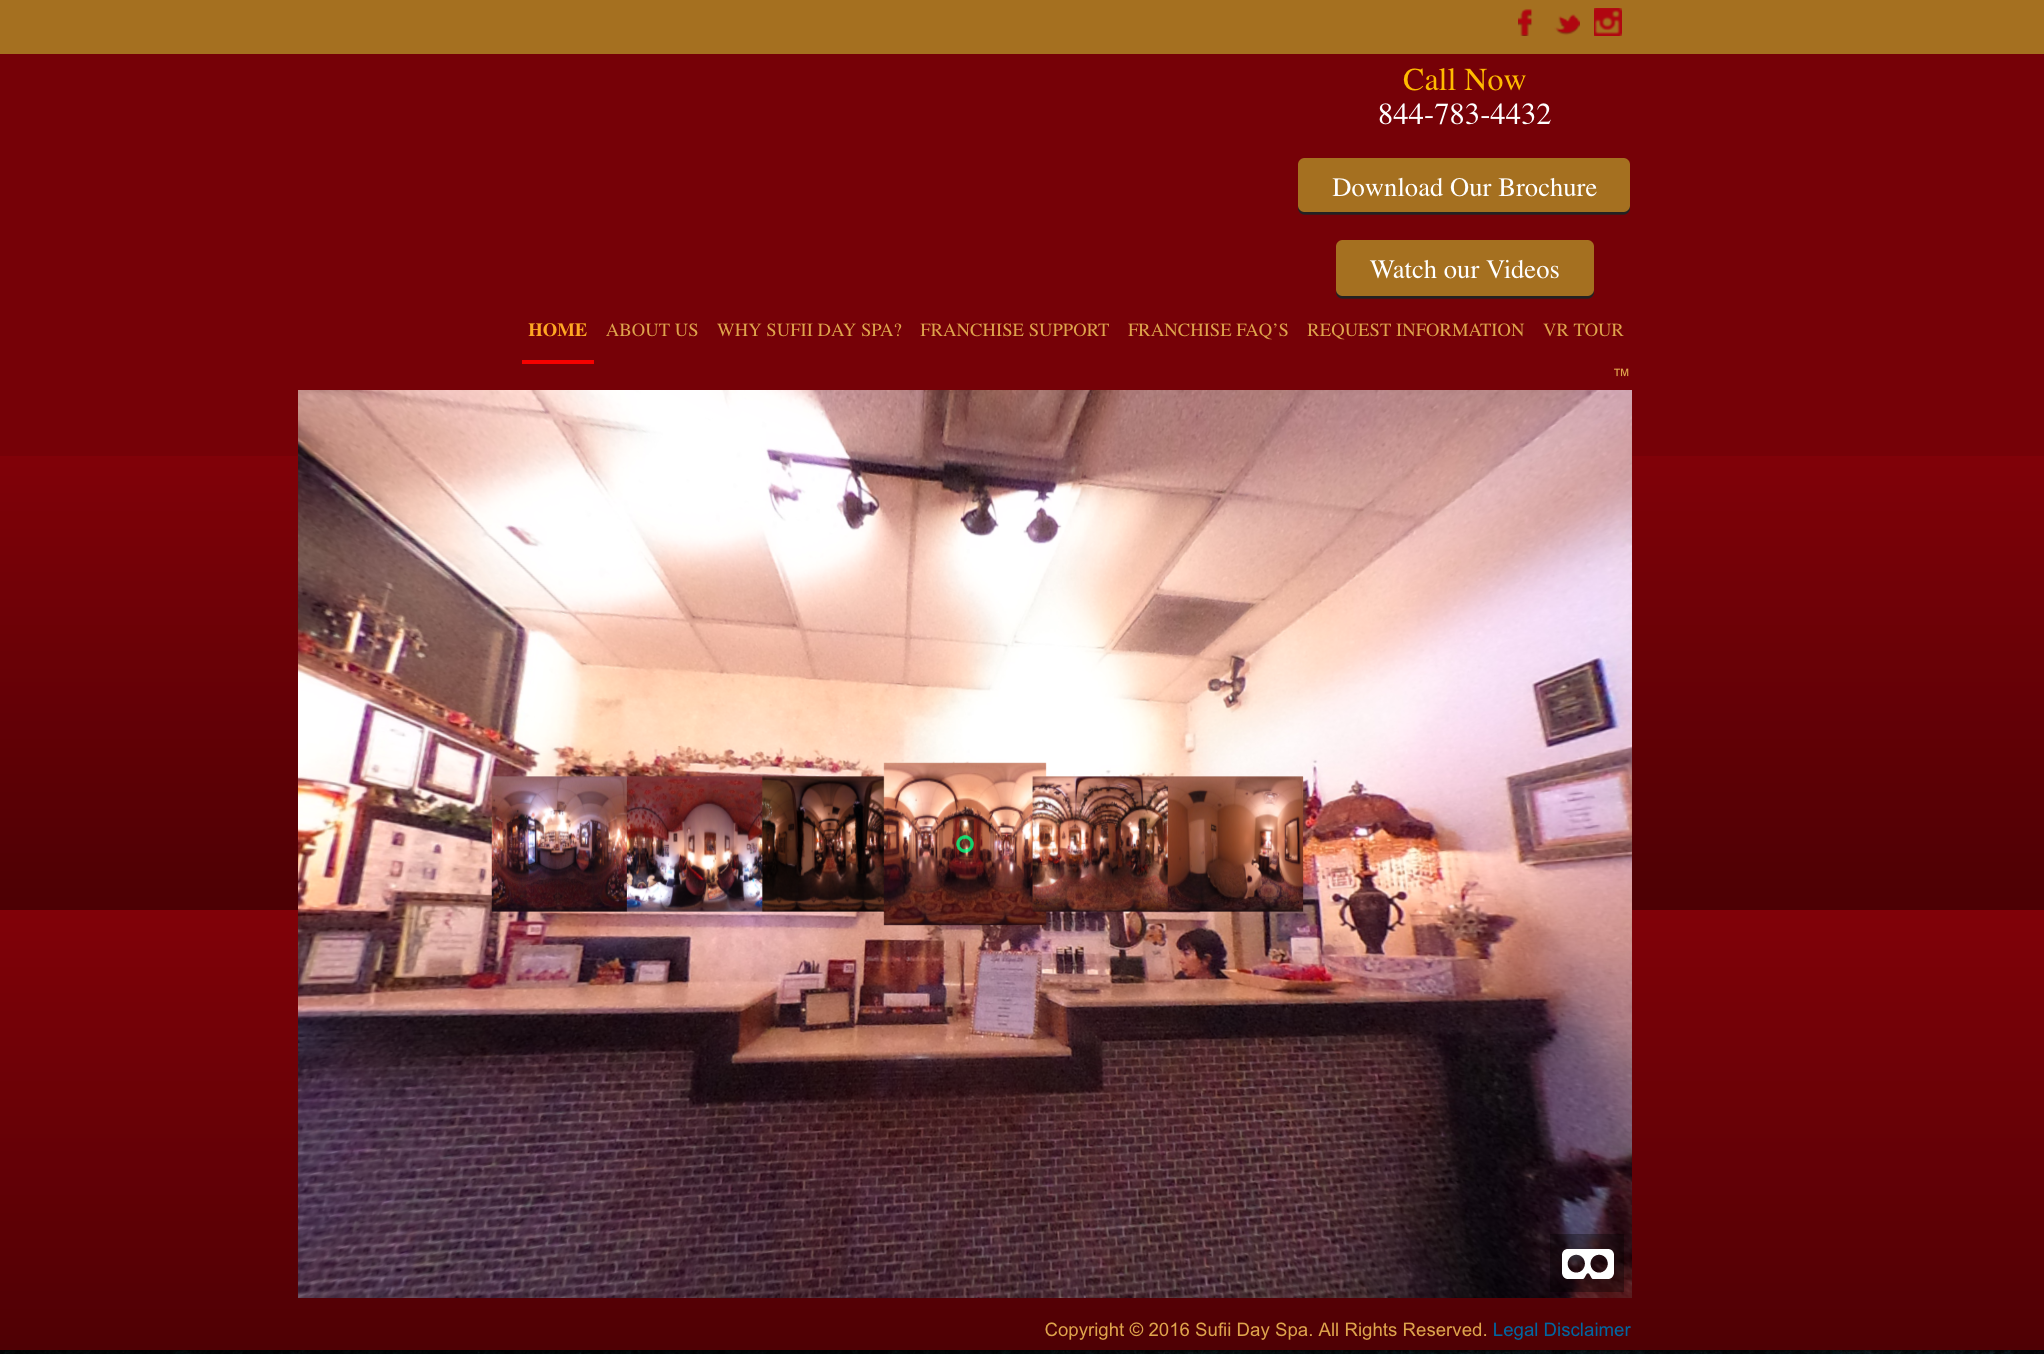 Call Now
844-783-4432
Download Our Brochure
Watch our Videos
HOME ABOUT US WHY SUFII DAY SPA? FRANCHISE SUPPORT FRANCHISE FAQ’S REQUEST INFORMATION VR TOUR
™
Copyright © 2016 Sufii Day Spa. All Rights Reserved. Legal Disclaimer